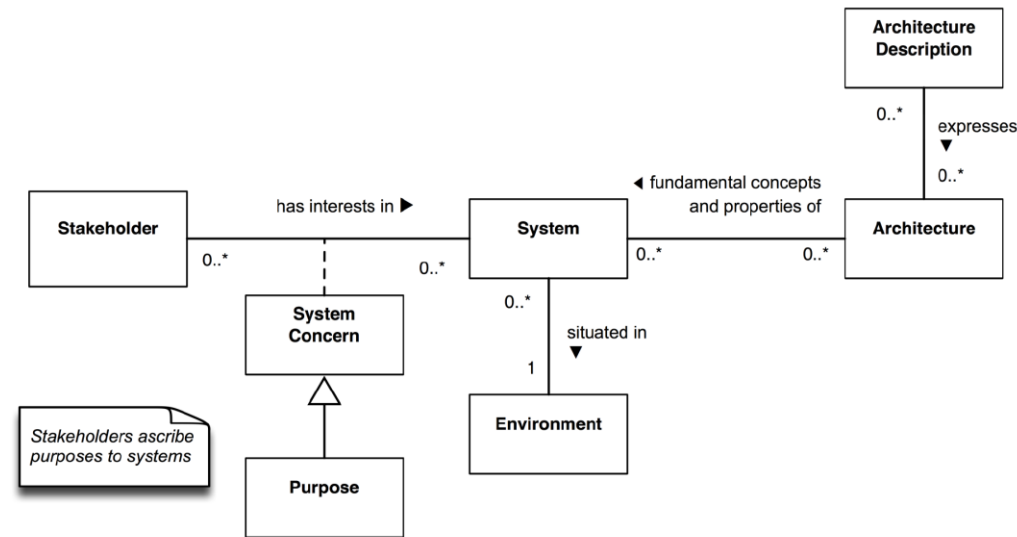 Architecture
Description
0..*
expresses
▼
0..*
◀ fundamental concepts
and properties of
has interests in ▶
Stakeholder
System
Architecture
0..*
0..*
0..*
0..*
System
Concern
0..*
situated in
▼
1
Stakeholders ascribe
purposes to systems
Environment
Purpose